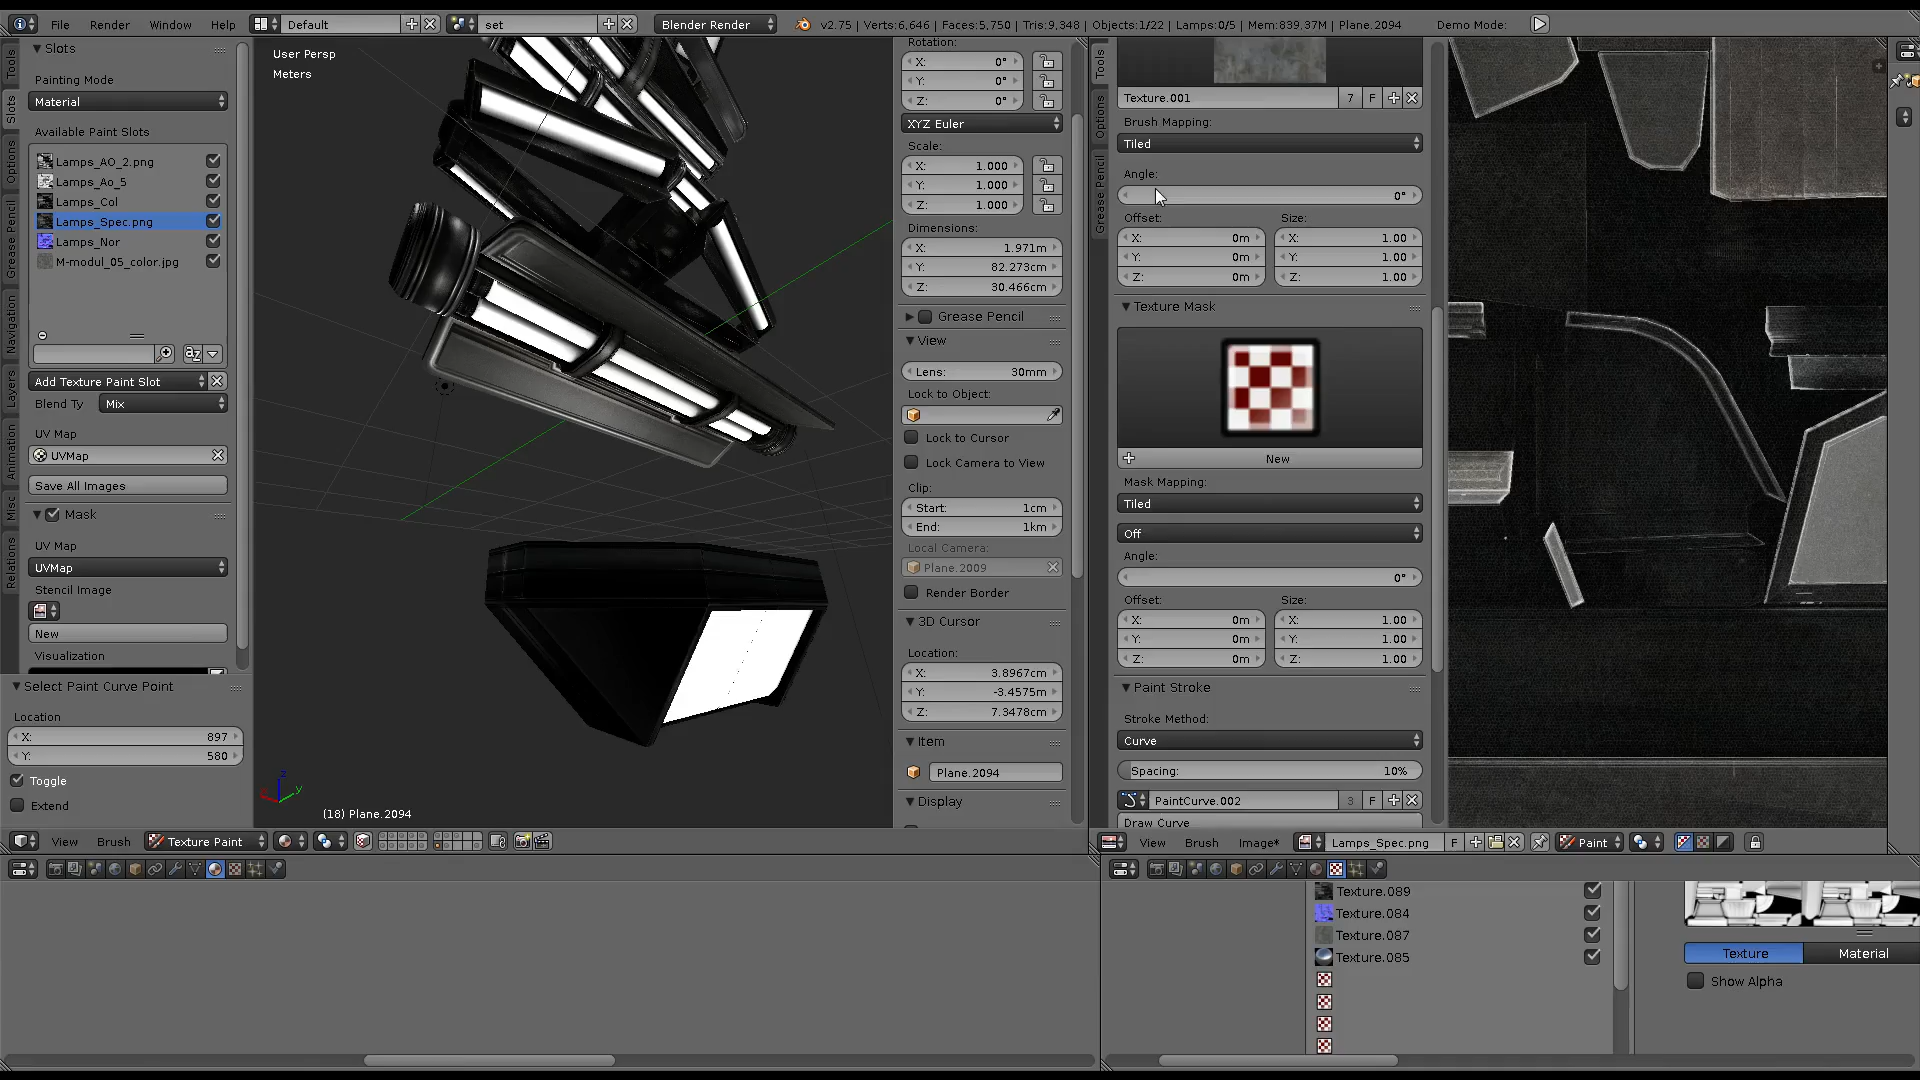 File Render Window Help Default set Blender Render v2.75 | Verts:6,646 | Faces:5,750 | Tris:9,348 | Objects:1/22 | Lamps:0/5 | Mem:839,37M | Plane.2094 Demo Mode:
Tools
Slots
Options
Grease Pencil
Navigation
Layers
Animation
Misc
Relations
Slots
Painting Mode
Material
Available Paint Slots
Lamps_AO_2.png
Lamps_Ao_5
Lamps_Col
Lamps_Spec.png
Lamps_Nor
M-modul_05_color.jpg
Add Texture Paint Slot
Blend Ty Mix
UV Map
UVMap
Save All Images
Mask
UV Map
UVMap
Stencil Image
New
Visualization
Select Paint Curve Point
Location
X: 897
Y: 580
Toggle
Extend
User Persp
Meters
z
y
(18) Plane.2094
View Brush Texture Paint
Rotation:
X: 0°
Y: 0°
Z: 0°
XYZ Euler
Scale:
X: 1.000
Y: 1.000
Z: 1.000
Dimensions:
X: 1.971m
Y: 82.273cm
Z: 30.466cm
Grease Pencil
View
Lens: 30mm
Lock to Object:
Lock to Cursor
Lock Camera to View
Clip:
Start: 1cm
End: 1km
Local Camera:
Plane.2009
Render Border
3D Cursor
Location:
X: 3.8967cm
Y: -3.4575m
Z: 7.3478cm
Item
Plane.2094
Display
Tools
Options
Grease Pencil
Texture.001 7 F
Brush Mapping:
Tiled
Angle:
0°
Offset: Size:
X: 0m X: 1.00
Y: 0m Y: 1.00
Z: 0m Z: 1.00
Texture Mask
New
Mask Mapping:
Tiled
Off
Angle:
0°
Offset: Size:
X: 0m X: 1.00
Y: 0m Y: 1.00
Z: 0m Z: 1.00
Paint Stroke
Stroke Method:
Curve
Spacing: 10%
PaintCurve.002 3 F
Draw Curve
View Brush Image* Lamps_Spec.png F Paint
Texture.089
Texture.084
Texture.087
Texture.085
Texture Material
Show Alpha